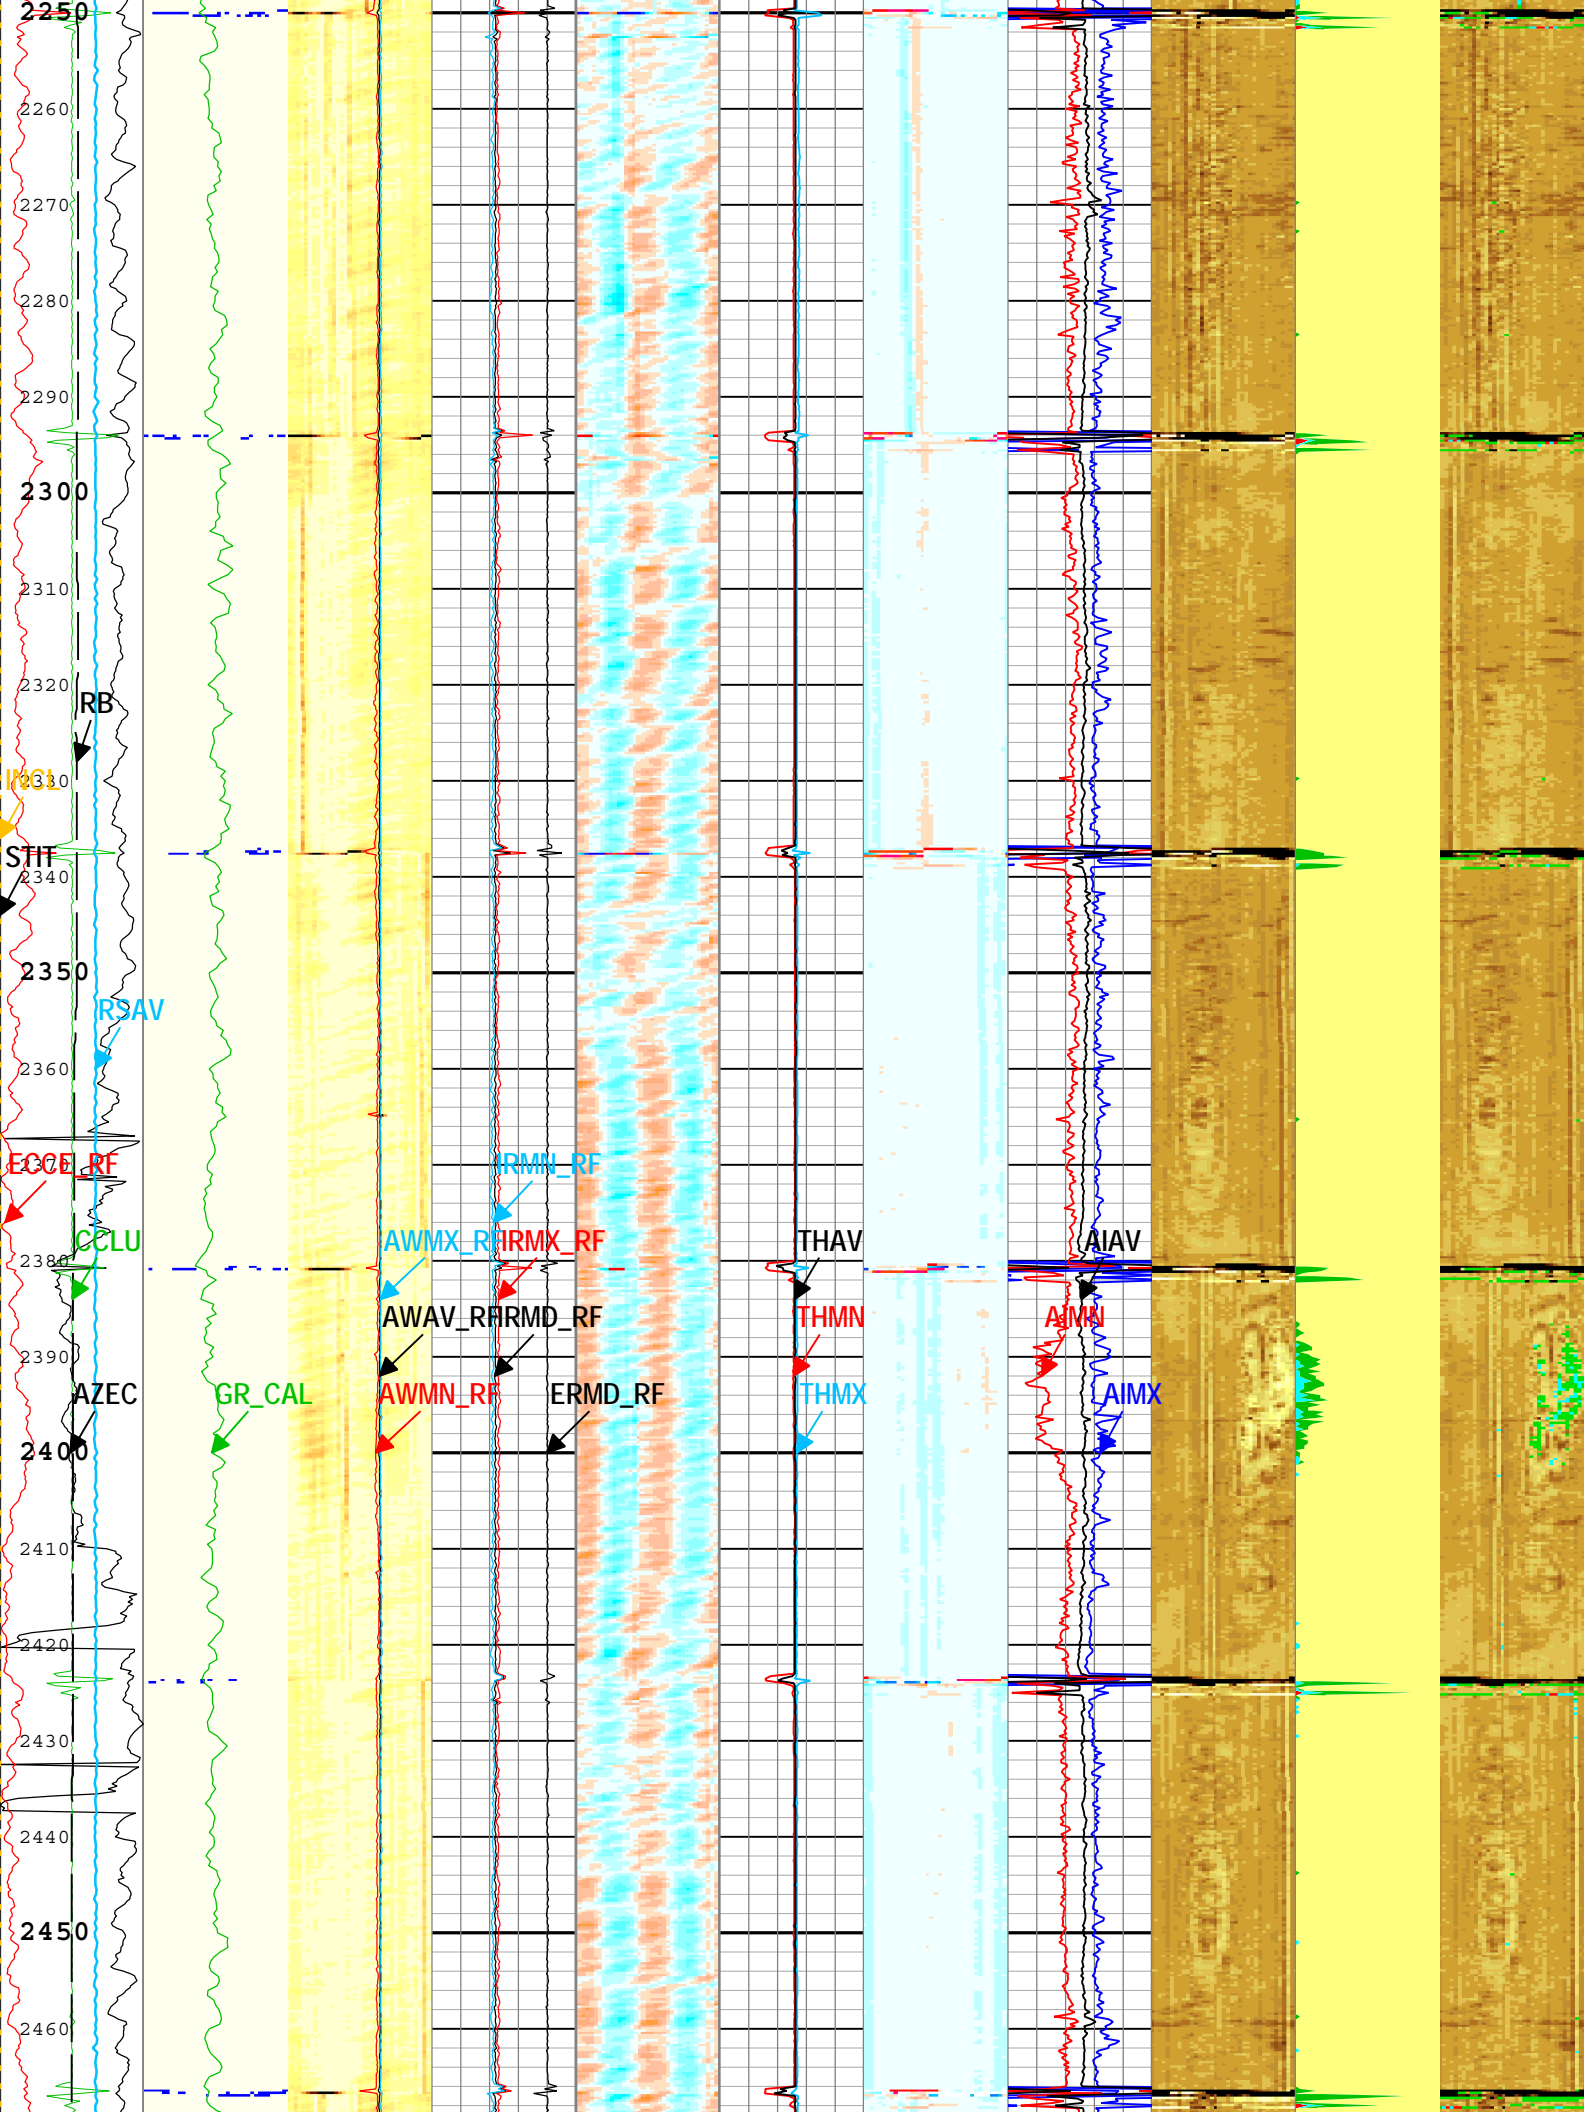 2250
2260
2270
2280
2290
2300
2310
2320
RB
INCL 2330
STIT
2340
2350
RSAV
2360
ECCE_RF 2370 IRMN_RF
CCLU AWMX_RF IRMX_RF THAV AIAV
2380
AWAV_RF IRMD_RF THMN AIMN
2390
AZEC GR_CAL AWMN_RF ERMD_RF THMX AIMX
2400
2410
2420
2430
2440
2450
2460